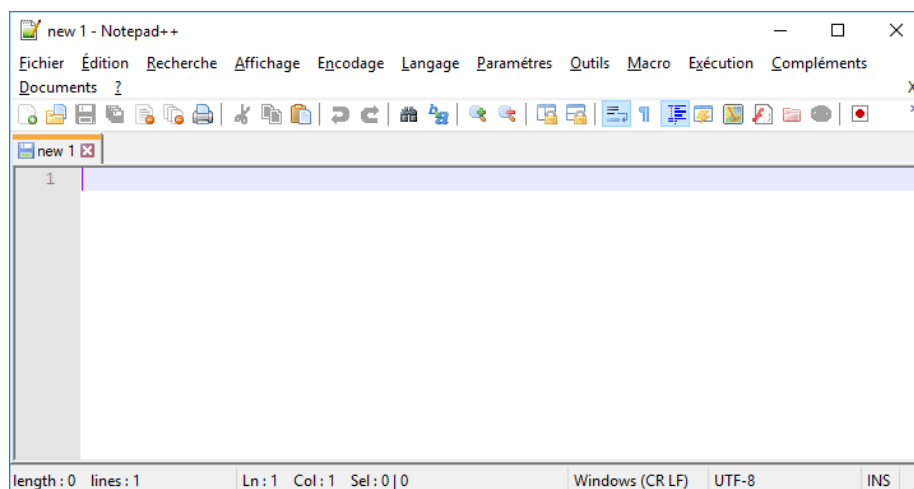 new 1 - Notepad++
Fichier Édition Recherche Affichage Encodage Langage Paramétres Outils Macro Exécution Compléments
Documents ? X
new 1
1
length : 0 lines : 1 Ln : 1 Col : 1 Sel : 0 | 0 Windows (CR LF) UTF-8 INS